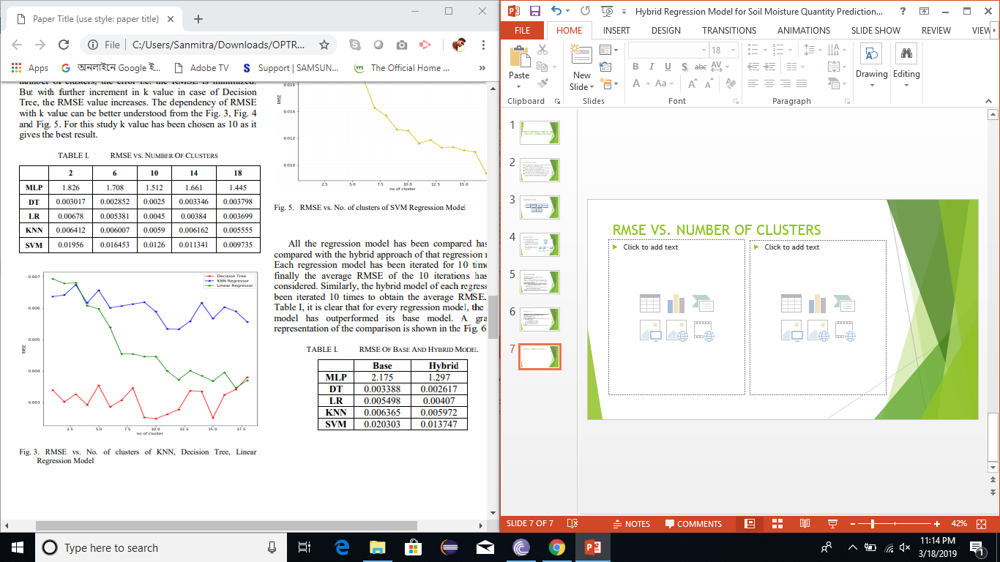 Paper Title (use style: paper title)
File
C:/Users/Sanmitra/Downloads/OPTR...
Apps
অনলাইনে Google ই...
Adobe TV
Support | SAMSUN...
The Official Home ...
»
number of clusters, the error i.e. the RMSE is minimized.
But with further increment in k value in case of Decision
Tree, the RMSE value increases. The dependency of RMSE
with k value can be better understood from the Fig. 3, Fig. 4
and Fig. 5. For this study k value has been chosen as 10 as it
gives the best result.
TABLE I. RMSE VS. NUMBER OF CLUSTERS
2 6 10 14 18
MLP 1.826 1.708 1.512 1.661 1.445
DT 0.003017 0.002852 0.0025 0.003346 0.003798
LR 0.00678 0.005381 0.0045 0.00384 0.003699
KNN 0.006412 0.006007 0.0059 0.006162 0.005555
SVM 0.01956 0.016453 0.0126 0.011341 0.009735
Decision Tree
KNN Regressor
Linear Regressor
0.007
0.006
0.005
0.004
0.003
RMSE
2.5 5.0 7.5 10.0 12.5 15.0 17.5
no of cluster
Fig. 3. RMSE vs. No. of clusters of KNN, Decision Tree, Linear
Regression Model
0.016
0.014
0.012
0.010
RMSE
2.5 5.0 7.5 10.0 12.5 15.0
no of cluster
Fig. 5. RMSE vs. No. of clusters of SVM Regression Model
All the regression model has been compared has
compared with the hybrid approach of that regression
Each regression model has been iterated for 10 time
finally the average RMSE of the 10 iterations has
considered. Similarly, the hybrid model of each regress
been iterated 10 times to obtain the average RMSE.
Table I, it is clear that for every regression model, the
model has outperformed its base model. A gra
representation of the comparison is shown in the Fig. 6
TABLE I. RMSE OF BASE AND HYBRID MODEL
Base Hybrid
MLP 2.175 1.297
DT 0.003388 0.002617
LR 0.005498 0.00407
KNN 0.006365 0.005972
SVM 0.020303 0.013747
Hybrid Regression Model for Soil Moisture Quantity Prediction...
FILE HOME INSERT DESIGN TRANSITIONS ANIMATIONS SLIDE SHOW REVIEW VIEW
Paste
New
Slide
18
B I U S abc AV
Aa A
Drawing
Editing
Clipboard Slides Font Paragraph
1
2
3
4
5
6
7
RMSE VS. NUMBER OF CLUSTERS
Click to add text
Click to add text
SLIDE 7 OF 7
NOTES
COMMENTS
42%
Type here to search
11:14 PM
3/18/2019
1